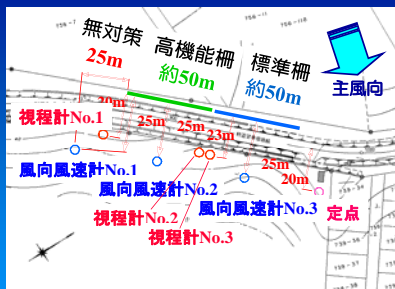 無対策 高機能柵 標準柵
25m 約50m 約50m
主風向
20m
視程計No.1
25m
25m 23m
風向風速計No.1
25m
風向風速計No.2
20m
視程計No.2 風向風速計No.3 定点
視程計No.3